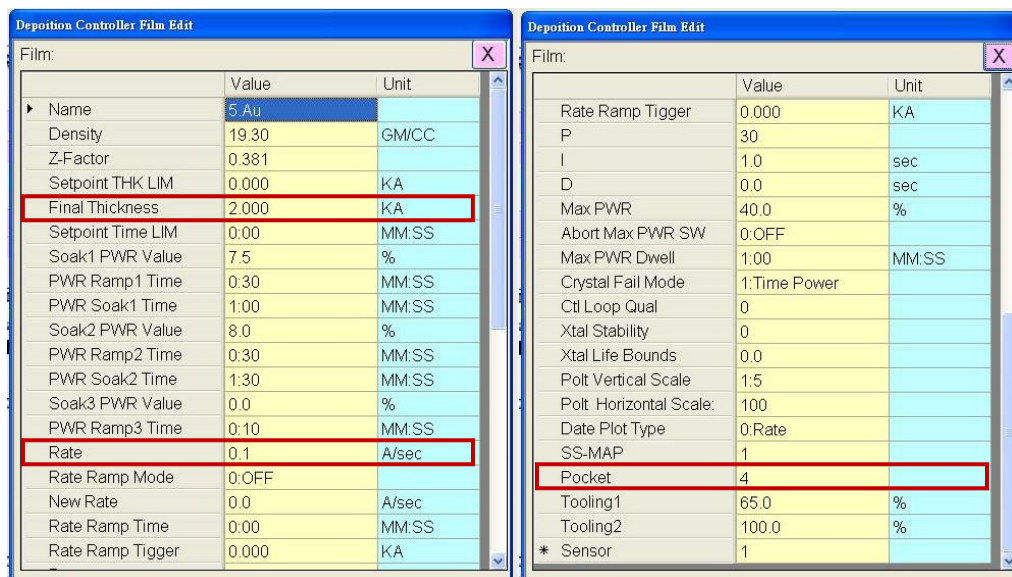 Depoition Controller Film Edit
Film: X
Value Unit
Name 5.Au
Density 19.30 GM/CC
Z-Factor 0.381
Setpoint THK LIM 0.000 KA
Final Thickness 2.000 KA
Setpoint Time LIM 0:00 MM:SS
Soak1 PWR Value 7.5 %
PWR Ramp1 Time 0:30 MM:SS
PWR Soak1 Time 1:00 MM:SS
Soak2 PWR Value 8.0 %
PWR Ramp2 Time 0:30 MM:SS
PWR Soak2 Time 1:30 MM:SS
Soak3 PWR Value 0.0 %
PWR Ramp3 Time 0:10 MM:SS
Rate 0.1 A/sec
Rate Ramp Mode 0:OFF
New Rate 0.0 A/sec
Rate Ramp Time 0:00 MM:SS
Rate Ramp Tigger 0.000 KA
Depoition Controller Film Edit
Film: X
Value Unit
Rate Ramp Tigger 0.000 KA
P 30
I 1.0 sec
D 0.0 sec
Max PWR 40.0 %
Abort Max PWR SW 0:OFF
Max PWR Dwell 1:00 MM:SS
Crystal Fail Mode 1:Time Power
Ctl Loop Qual 0
Xtal Stability 0
Xtal Life Bounds 0.0
Polt Vertical Scale 1:5
Polt Horizontal Scale: 100
Date Plot Type 0:Rate
SS-MAP 1
Pocket 4
Tooling1 65.0 %
Tooling2 100.0 %
* Sensor 1